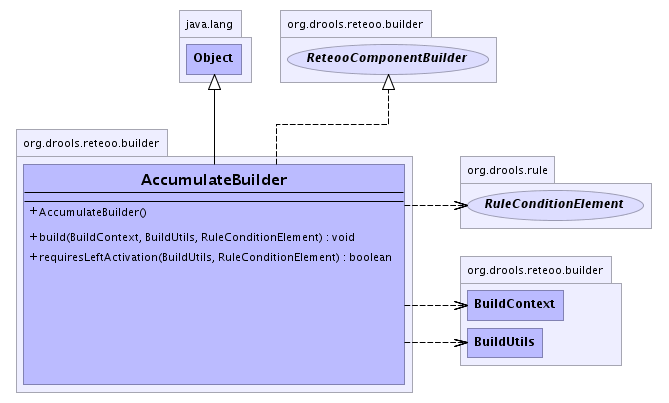 java.lang
Object
org.drools.reteoo.builder
ReteooComponentBuilder
org.drools.reteoo.builder
AccumulateBuilder
+AccumulateBuilder()
+build(BuildContext, BuildUtils, RuleConditionElement) : void
+requiresLeftActivation(BuildUtils, RuleConditionElement) : boolean
org.drools.rule
RuleConditionElement
org.drools.reteoo.builder
BuildContext
BuildUtils